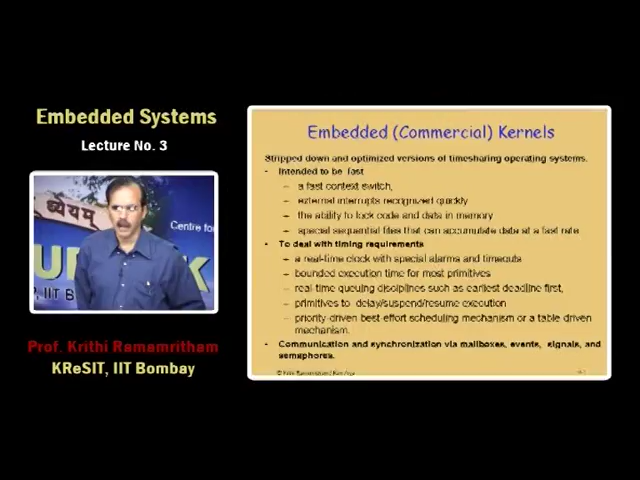 Embedded Systems
Lecture No. 3
ध्येयम्
Centre fo
P, IIT B
Prof. Krithi Ramamritham
KReSIT, IIT Bombay
Embedded (Commercial) Kernels
Stripped down and optimized versions of timesharing operating systems.
• Intended to be fast
– a fast context switch,
– external interrupts recognized quickly
– the ability to lock code and data in memory
– special sequential files that can accumulate data at a fast rate
• To deal with timing requirements
– a real-time clock with special alarms and timeouts
– bounded execution time for most primitives
– real-time queuing disciplines such as earliest deadline first,
– primitives to delay/suspend/resume execution
– priority-driven best-effort scheduling mechanism or a table driven
mechanism.
• Communication and synchronization via mailboxes, events, signals, and
semaphores.